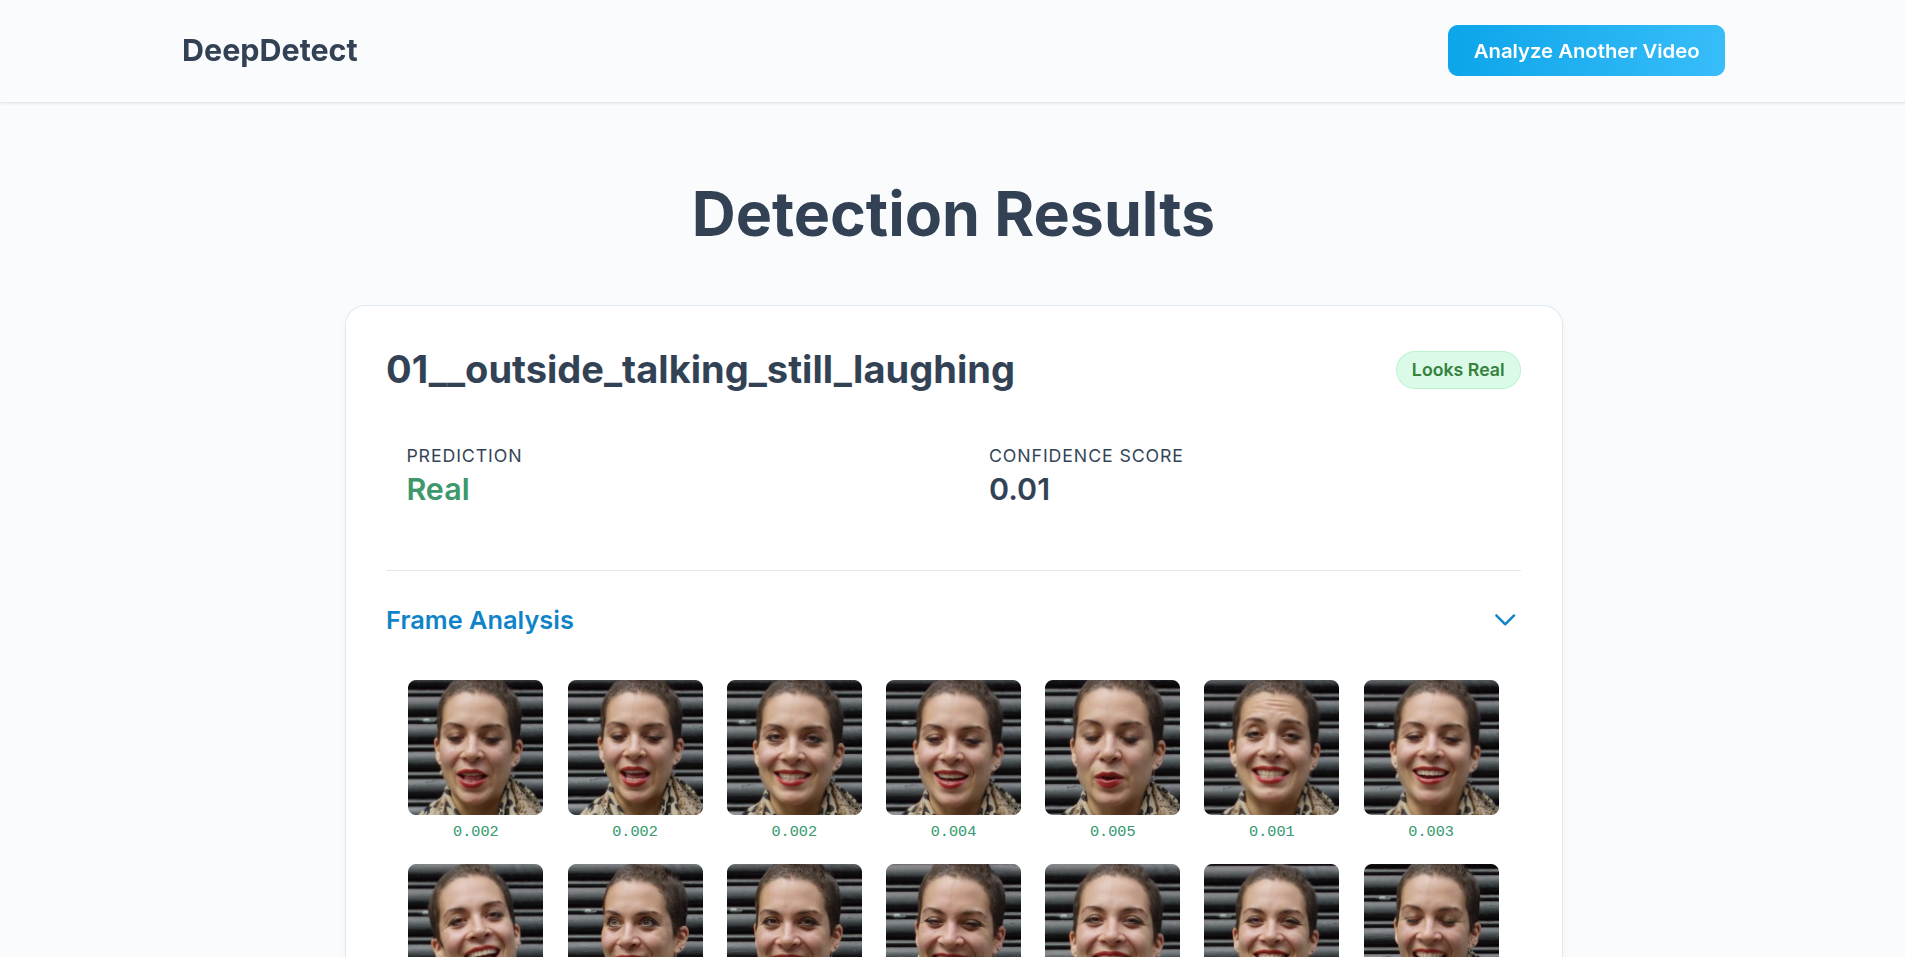 DeepDetect
Analyze Another Video
Detection Results
01__outside_talking_still_laughing
Looks Real
PREDICTION
CONFIDENCE SCORE
Real
0.01
Frame Analysis
0.002
0.002
0.002
0.004
0.005
0.001
0.003